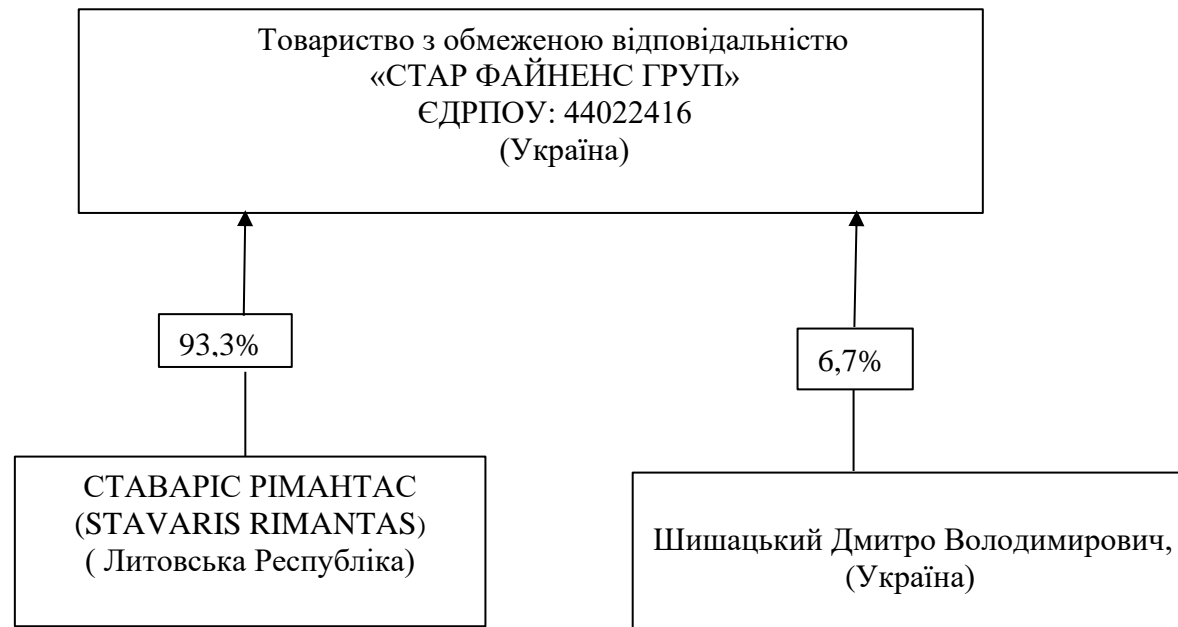 Товариство з обмеженою відповідальністю
«СТАР ФАЙНЕНС ГРУП»
ЄДРПОУ: 44022416
(Україна)
93,3%
6,7%
СТАВАРІС РІМАНТАС
(STAVARIS RIMANTAS)
( Литовська Республіка)
Шишацький Дмитро Володимирович,
(Україна)